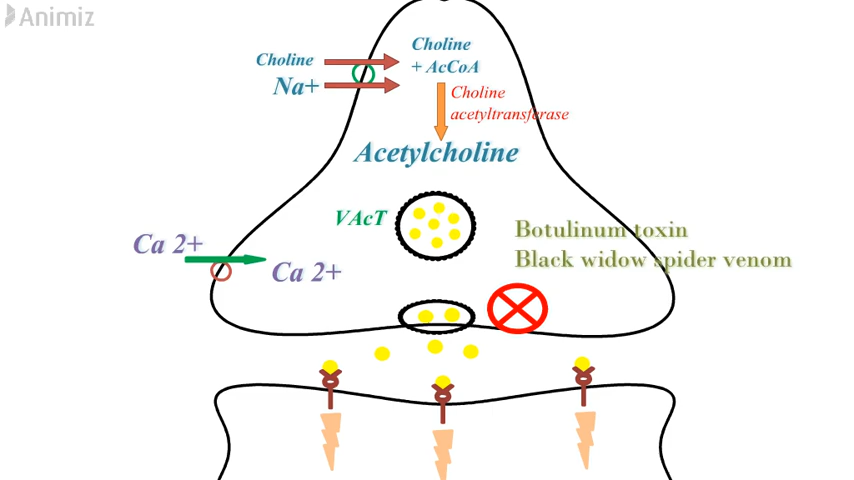 Animiz
Choline
Na+
Choline
+ AcCoA
Choline
acetyltransferase
Acetylcholine
VAcT
Ca 2+
Ca 2+
Botulinum toxin
Black widow spider venom